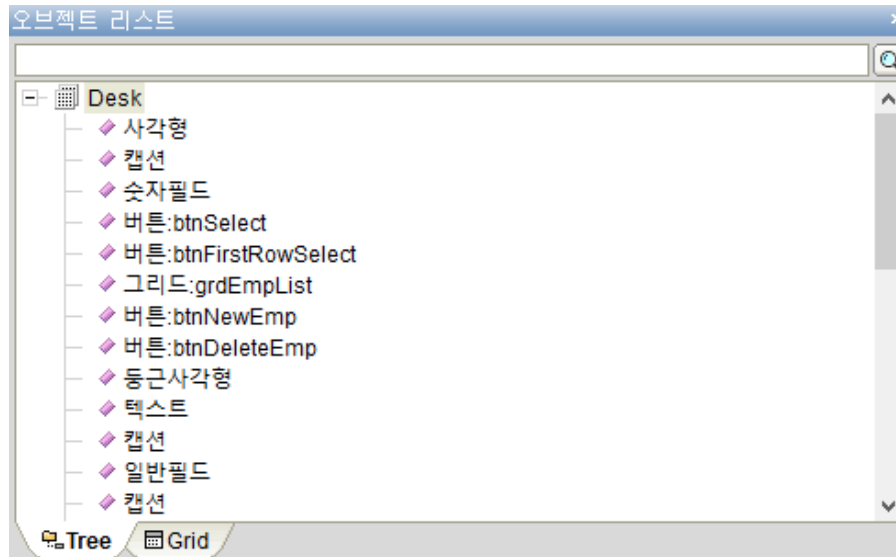 오브젝트 리스트
Desk
사각형
캡션
숫자필드
버튼:btnSelect
버튼:btnFirstRowSelect
그리드:grdEmpList
버튼:btnNewEmp
버튼:btnDeleteEmp
둥근사각형
텍스트
캡션
일반필드
캡션
Tree Grid